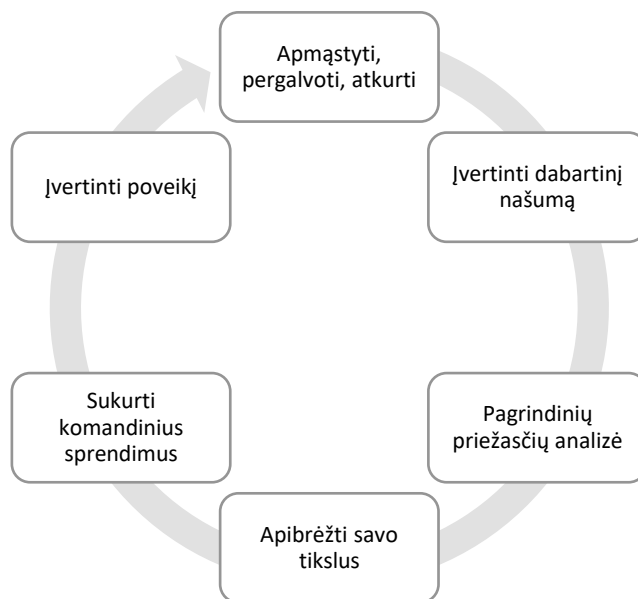 Apmąstyti,
pergalvoti, atkurti
Įvertinti dabartinį
našumą
Pagrindinių
priežasčių analizė
Apibrėžti savo
tikslus
Sukurti
komandinius
sprendimus
Įvertinti poveikį